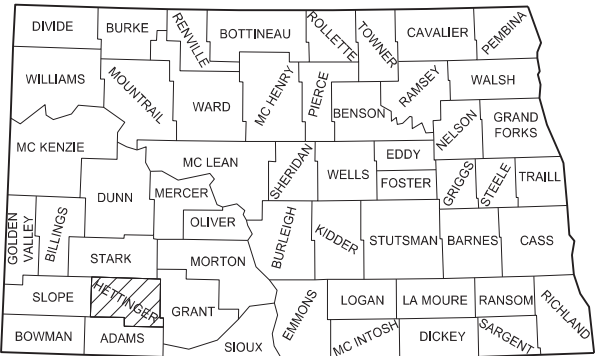 DIVIDE
BURKE
RENVILLE
BOTTINEAU
ROLLETTE
TOWNER
CAVALIER
PEMBINA
WILLIAMS
MOUNTRAIL
WARD
MC HENRY
PIERCE
BENSON
RAMSEY
WALSH
NELSON
GRAND
FORKS
MC KENZIE
MC LEAN
SHERIDAN
WELLS
EDDY
FOSTER
GRIGGS
STEELE
TRAILL
DUNN
MERCER
OLIVER
GOLDEN
VALLEY
BILLINGS
BURLEIGH
KIDDER
STUTSMAN
BARNES
CASS
STARK
MORTON
SLOPE
HETTINGER
GRANT
EMMONS
LOGAN
LA MOURE
RANSOM
RICHLAND
BOWMAN
ADAMS
SIOUX
MC INTOSH
DICKEY
SARGENT